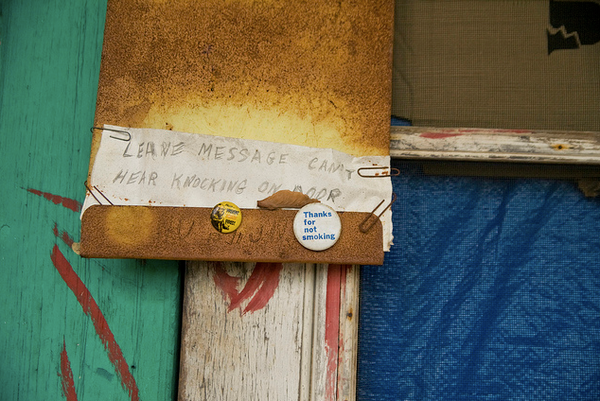 LEAVE MESSAGE CAN'T
HEAR KNOCKING ON DOOR
Thanks
for
not
smoking